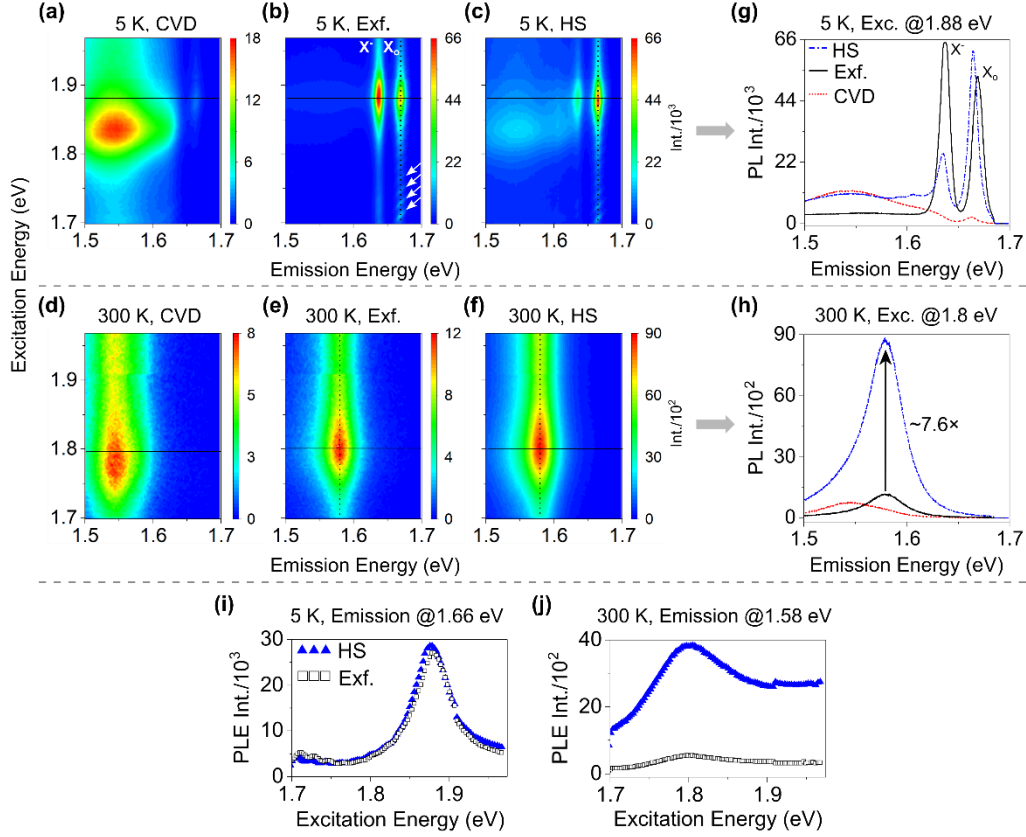 (a) 5 K, CVD
(b) 5 K, Exf.
(c) 5 K, HS
(g) 5 K, Exc. @1.88 eV
Excitation Energy (eV)
1.9
1.8
1.7
1.5 1.6 1.7
18
12
6
0
X⁻ X₀
1.5 1.6 1.7
66
44
22
0
1.5 1.6 1.7
66
44
22
0
Int./10³
Emission Energy (eV)
PL Int./10³
66
44
22
0
HS
Exf.
CVD
X⁻
X₀
1.5 1.6 1.7
Emission Energy (eV)
(d) 300 K, CVD
(e) 300 K, Exf.
(f) 300 K, HS
(h) 300 K, Exc. @1.8 eV
1.9
1.8
1.7
1.5 1.6 1.7
8
6
3
0
1.5 1.6 1.7
12
8
4
0
1.5 1.6 1.7
90
60
30
0
Int./10²
Emission Energy (eV)
PL Int./10²
90
60
30
0
~7.6×
1.5 1.6 1.7
Emission Energy (eV)
(i) 5 K, Emission @1.66 eV
PLE Int./10³
30
20
10
0
HS
Exf.
1.7 1.8 1.9
Excitation Energy (eV)
(j) 300 K, Emission @1.58 eV
PLE Int./10²
40
20
0
1.7 1.8 1.9
Excitation Energy (eV)